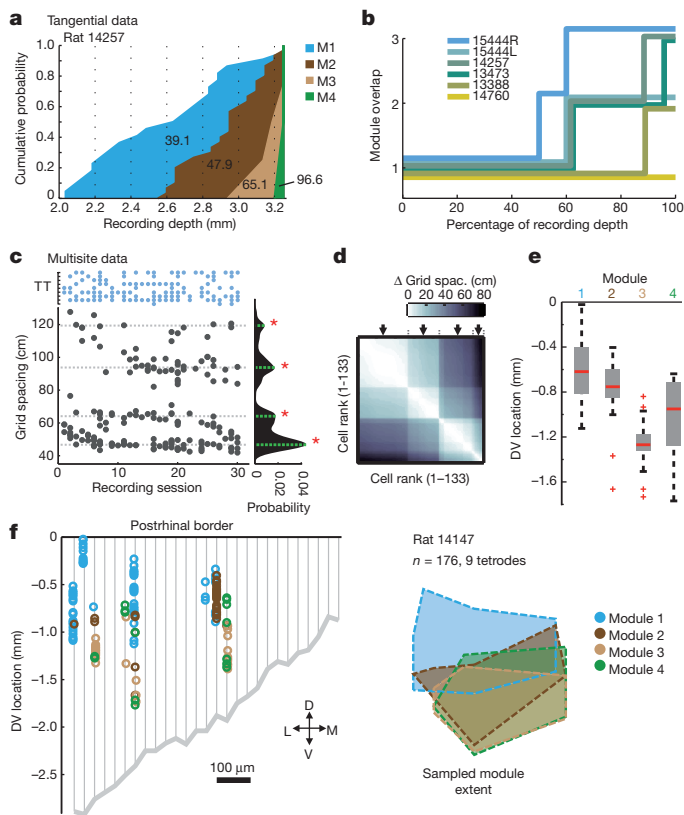 a
Tangential data
Rat 14257
M1
M2
M3
M4
Cumulative probability
1.0
0.8
0.6
0.4
0.2
0
39.1
47.9
65.1
96.6
2.0 2.2 2.4 2.6 2.8 3.0 3.2
Recording depth (mm)
b
15444R
15444L
14257
13473
13388
14760
Module overlap
3
2
1
0 20 40 60 80 100
Percentage of recording depth
c
Multisite data
TT
Grid spacing (cm)
120
100
80
60
40
0 10 20 30
Recording session
*
*
*
*
0
0.02
0.04
Probability
d
Δ Grid spac. (cm)
0 20 40 60 80
Cell rank (1-133)
Cell rank (1–133)
e
Module
1 2 3 4
DV location (mm)
0
−0.4
−0.8
−1.2
−1.6
f
Postrhinal border
DV location (mm)
0
−0.5
−1.0
−1.5
−2.0
−2.5
D
L M
V
100 µm
Rat 14147
n = 176, 9 tetrodes
Module 1
Module 2
Module 3
Module 4
Sampled module
extent